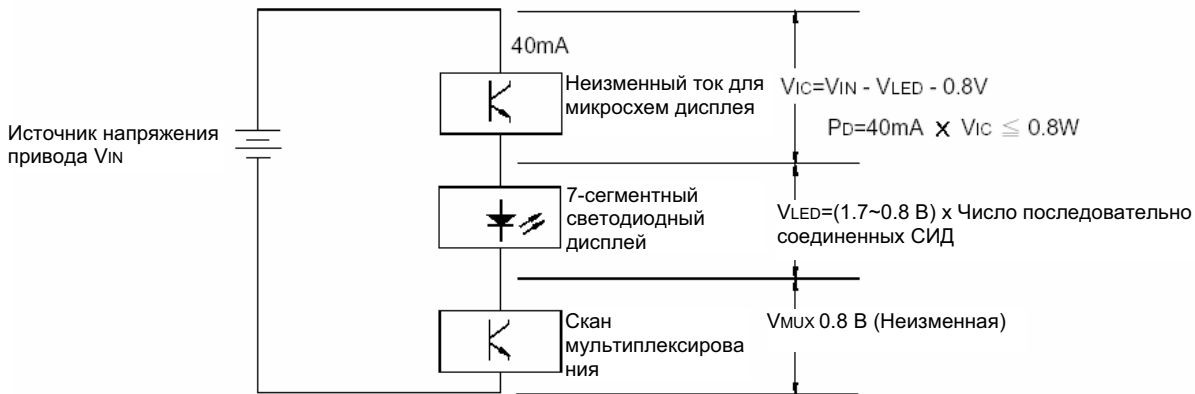 40mA
Неизменный ток для
микросхем дисплея
VIC=VIN - VLED - 0.8V
PD=40mA x VIC ≦ 0.8W
Источник напряжения
привода VIN
7-сегментный
светодиодный
дисплей
VLED=(1.7~0.8 В) x Число последовательно
соединенных СИД
Скан
мультиплексирова
ния
VMUX 0.8 В (Неизменная)